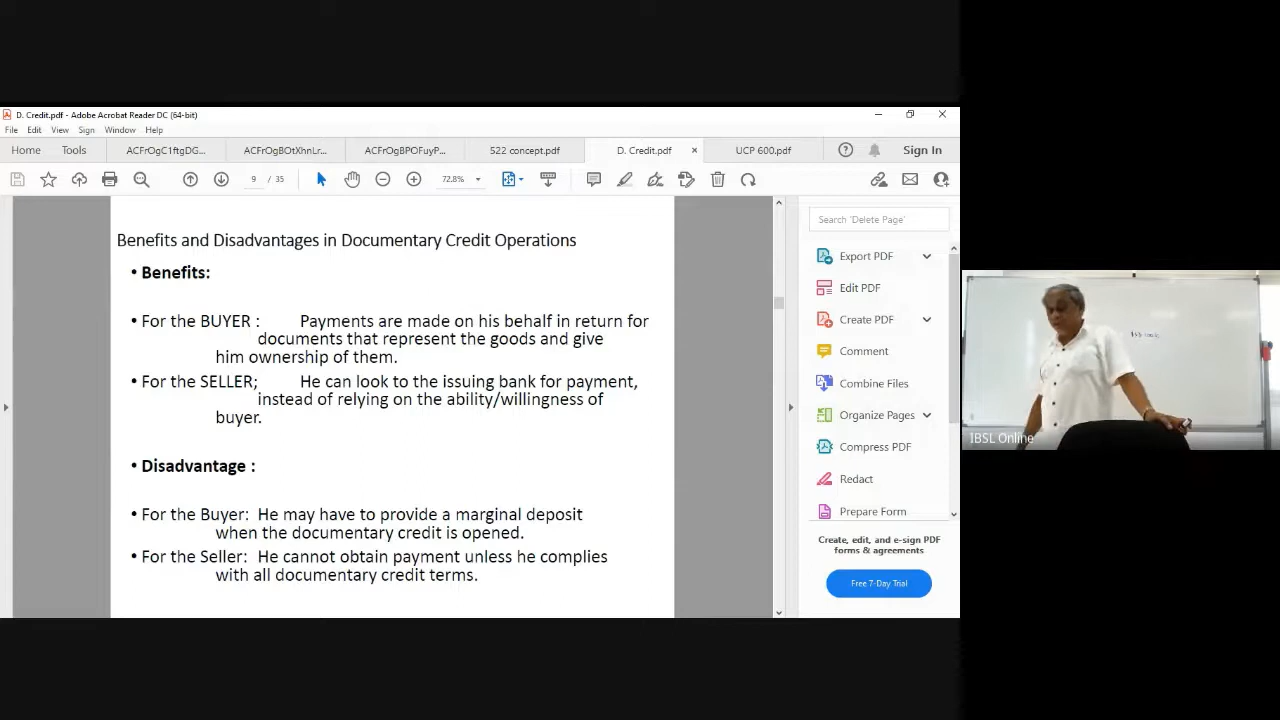 D. Credit.pdf - Adobe Acrobat Reader DC (64-bit)
File Edit View Sign Window Help
Home Tools ACFrOgC1ftgDG... ACFrOgBOtXhnLr... ACFrOgBPOFuyP... 522 concept.pdf D. Credit.pdf × UCP 600.pdf Sign In
9 / 35 72.8%
Benefits and Disadvantages in Documentary Credit Operations
• Benefits:
• For the BUYER : Payments are made on his behalf in return for
documents that represent the goods and give
him ownership of them.
• For the SELLER; He can look to the issuing bank for payment,
instead of relying on the ability/willingness of
buyer.
• Disadvantage :
• For the Buyer: He may have to provide a marginal deposit
when the documentary credit is opened.
• For the Seller: He cannot obtain payment unless he complies
with all documentary credit terms.
Search 'Delete Page'
Export PDF
Edit PDF
Create PDF
Comment
Combine Files
Organize Pages
Compress PDF
Redact
Prepare Form
Create, edit, and e-sign PDF
forms & agreements
Free 7-Day Trial
IBSL Online